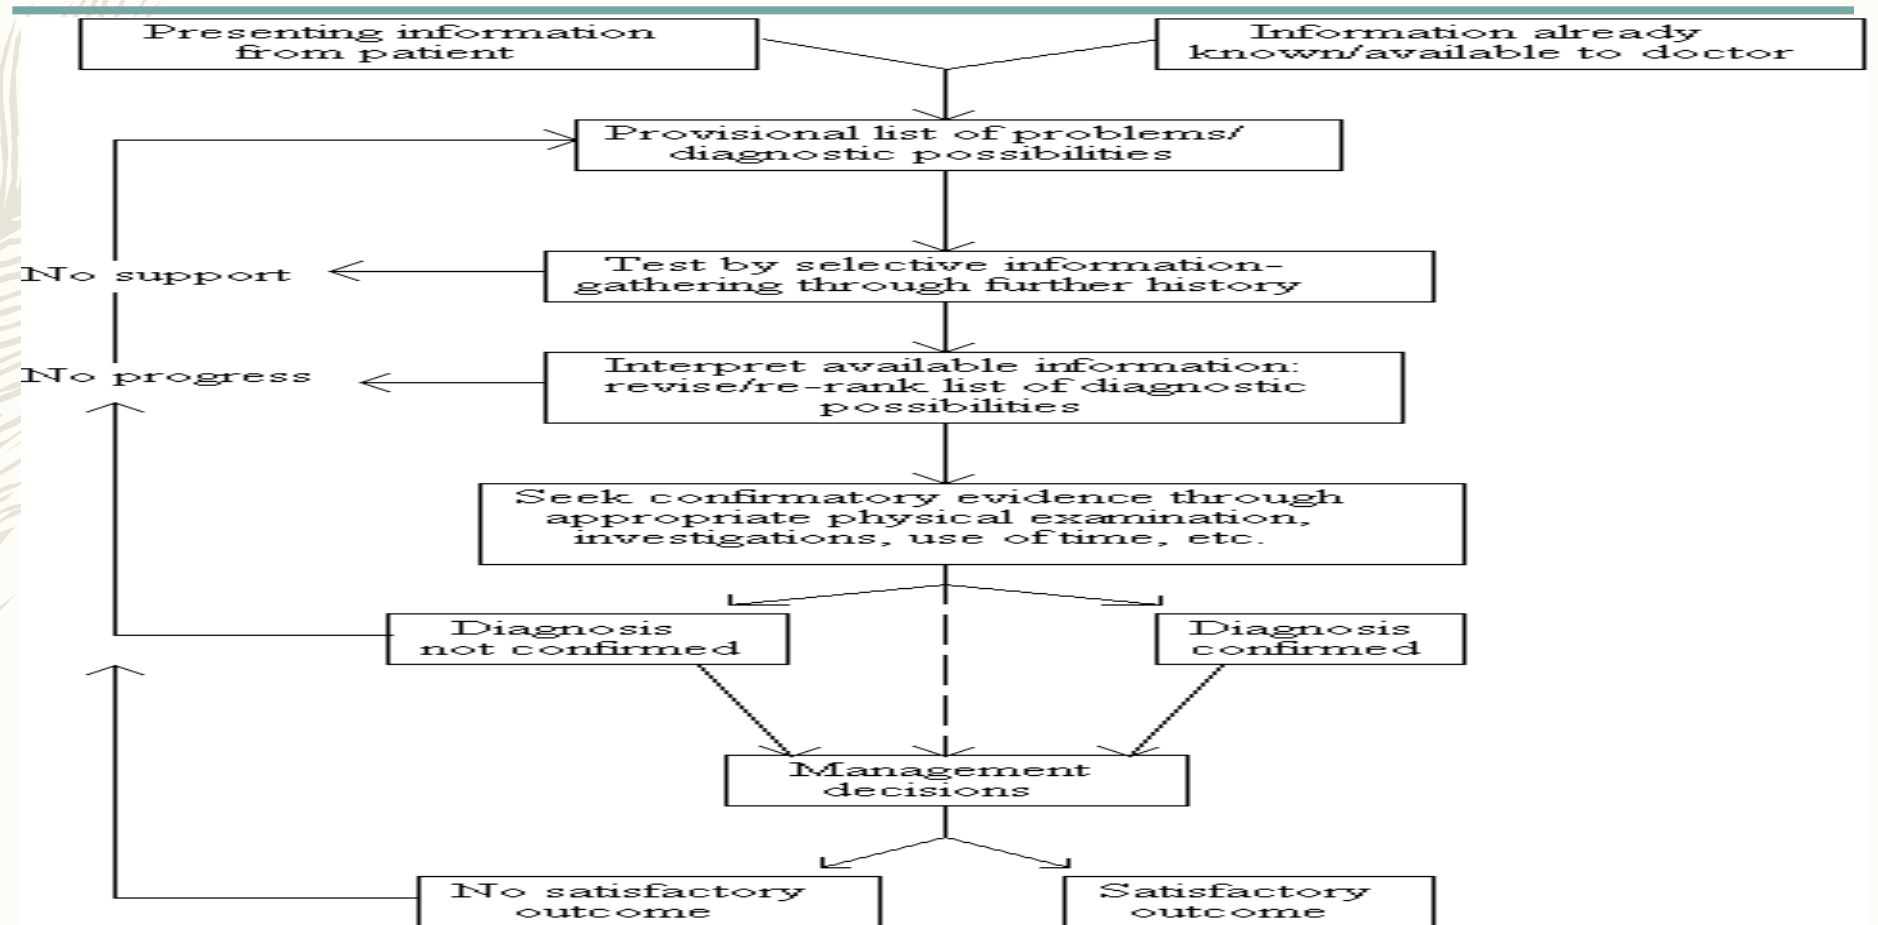 Presenting information
from patient
Information already
known/available to doctor
Provisional list of problems/
diagnostic possibilities
No support
Test by selective information-
gathering through further history
No progress
Interpret available information:
revise/re-rank list of diagnostic
possibilities
Seek confirmatory evidence through
appropriate physical examination,
investigations, use of time, etc.
Diagnosis
not confirmed
Diagnosis
confirmed
Management
decisions
No satisfactory
outcome
Satisfactory
outcome